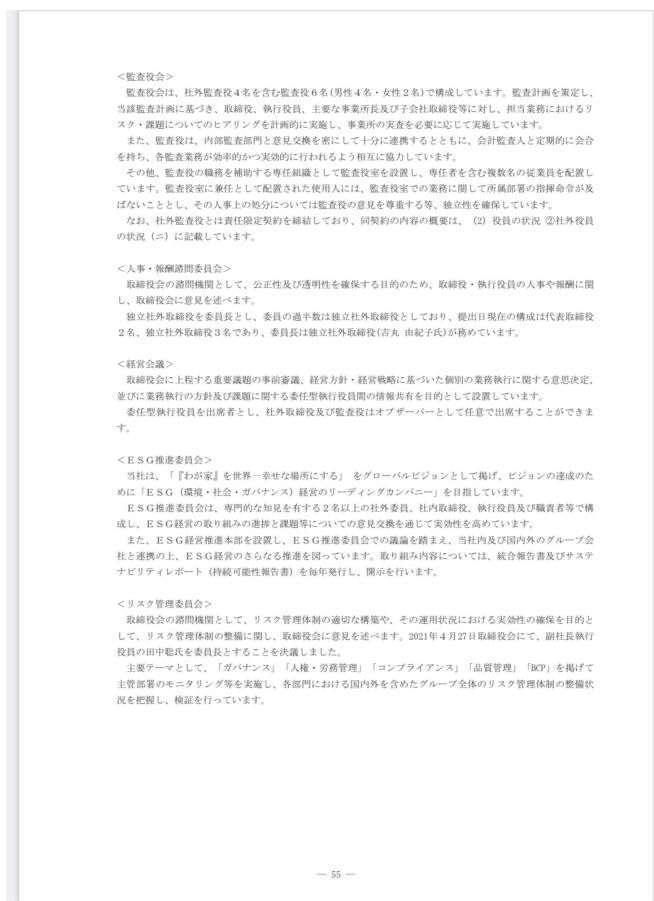 ＜監査役会＞
監査役会は、社外監査役４名を含む監査役６名(男性４名・女性２名)で構成しています。監査計画を策定し、
当該監査計画に基づき、取締役、執行役員、主要な事業所長及び子会社取締役等に対し、担当業務におけるリ
スク・課題についてのヒアリングを計画的に実施し、事業所の実査を必要に応じて実施しています。
また、監査役は、内部監査部門と意見交換を密にして十分に連携するとともに、会計監査人と定期的に会合
を持ち、各監査業務が効率的かつ実効的に行われるよう相互に協力しています。
その他、監査役の職務を補助する専任組織として監査役室を設置し、専任者を含む複数名の従業員を配置し
ています。監査役室に兼任として配置された使用人には、監査役室での業務に関して所属部署の指揮命令が及
ばないこととし、その人事上の処分については監査役の意見を尊重する等、独立性を確保しています。
なお、社外監査役とは責任限定契約を締結しており、同契約の内容の概要は、（2）役員の状況 ②社外役員
の状況（ニ）に記載しています。
＜人事・報酬諮問委員会＞
取締役会の諮問機関として、公正性及び透明性を確保する目的のため、取締役・執行役員の人事や報酬に関
し、取締役会に意見を述べます。
独立社外取締役を委員長とし、委員の過半数は独立社外取締役としており、提出日現在の構成は代表取締役
２名、独立社外取締役３名であり、委員長は独立社外取締役(吉丸 由紀子氏)が務めています。
＜経営会議＞
取締役会に上程する重要議題の事前審議、経営方針・経営戦略に基づいた個別の業務執行に関する意思決定、
並びに業務執行の方針及び課題に関する委任型執行役員間の情報共有を目的として設置しています。
委任型執行役員を出席者とし、社外取締役及び監査役はオブザーバーとして任意で出席することができま
す。
＜ＥＳＧ推進委員会＞
当社は、「『わが家』を世界一幸せな場所にする」 をグローバルビジョンとして掲げ、ビジョンの達成のた
めに「ＥＳＧ（環境・社会・ガバナンス）経営のリーディングカンパニー」を目指しています。
ＥＳＧ推進委員会は、専門的な知見を有する２名以上の社外委員、社内取締役、執行役員及び職責者等で構
成し、ＥＳＧ経営の取り組みの進捗と課題等についての意見交換を通じて実効性を高めています。
また、ＥＳＧ経営推進本部を設置し、ＥＳＧ推進委員会での議論を踏まえ、当社内及び国内外のグループ会
社と連携の上、ＥＳＧ経営のさらなる推進を図っています。取り組み内容については、統合報告書及びサステ
ナビリティレポート（持続可能性報告書）を毎年発行し、開示を行います。
＜リスク管理委員会＞
取締役会の諮問機関として、リスク管理体制の適切な構築や、その運用状況における実効性の確保を目的と
して、リスク管理体制の整備に関し、取締役会に意見を述べます。2021年４月27日取締役会にて、副社長執行
役員の田中聡氏を委員長とすることを決議しました。
主要テーマとして、「ガバナンス」「人権・労務管理」「コンプライアンス」「品質管理」「BCP」を掲げて
主管部署のモニタリング等を実施し、各部門における国内外を含めたグループ全体のリスク管理体制の整備状
況を把握し、検証を行っています。
― 55 ―